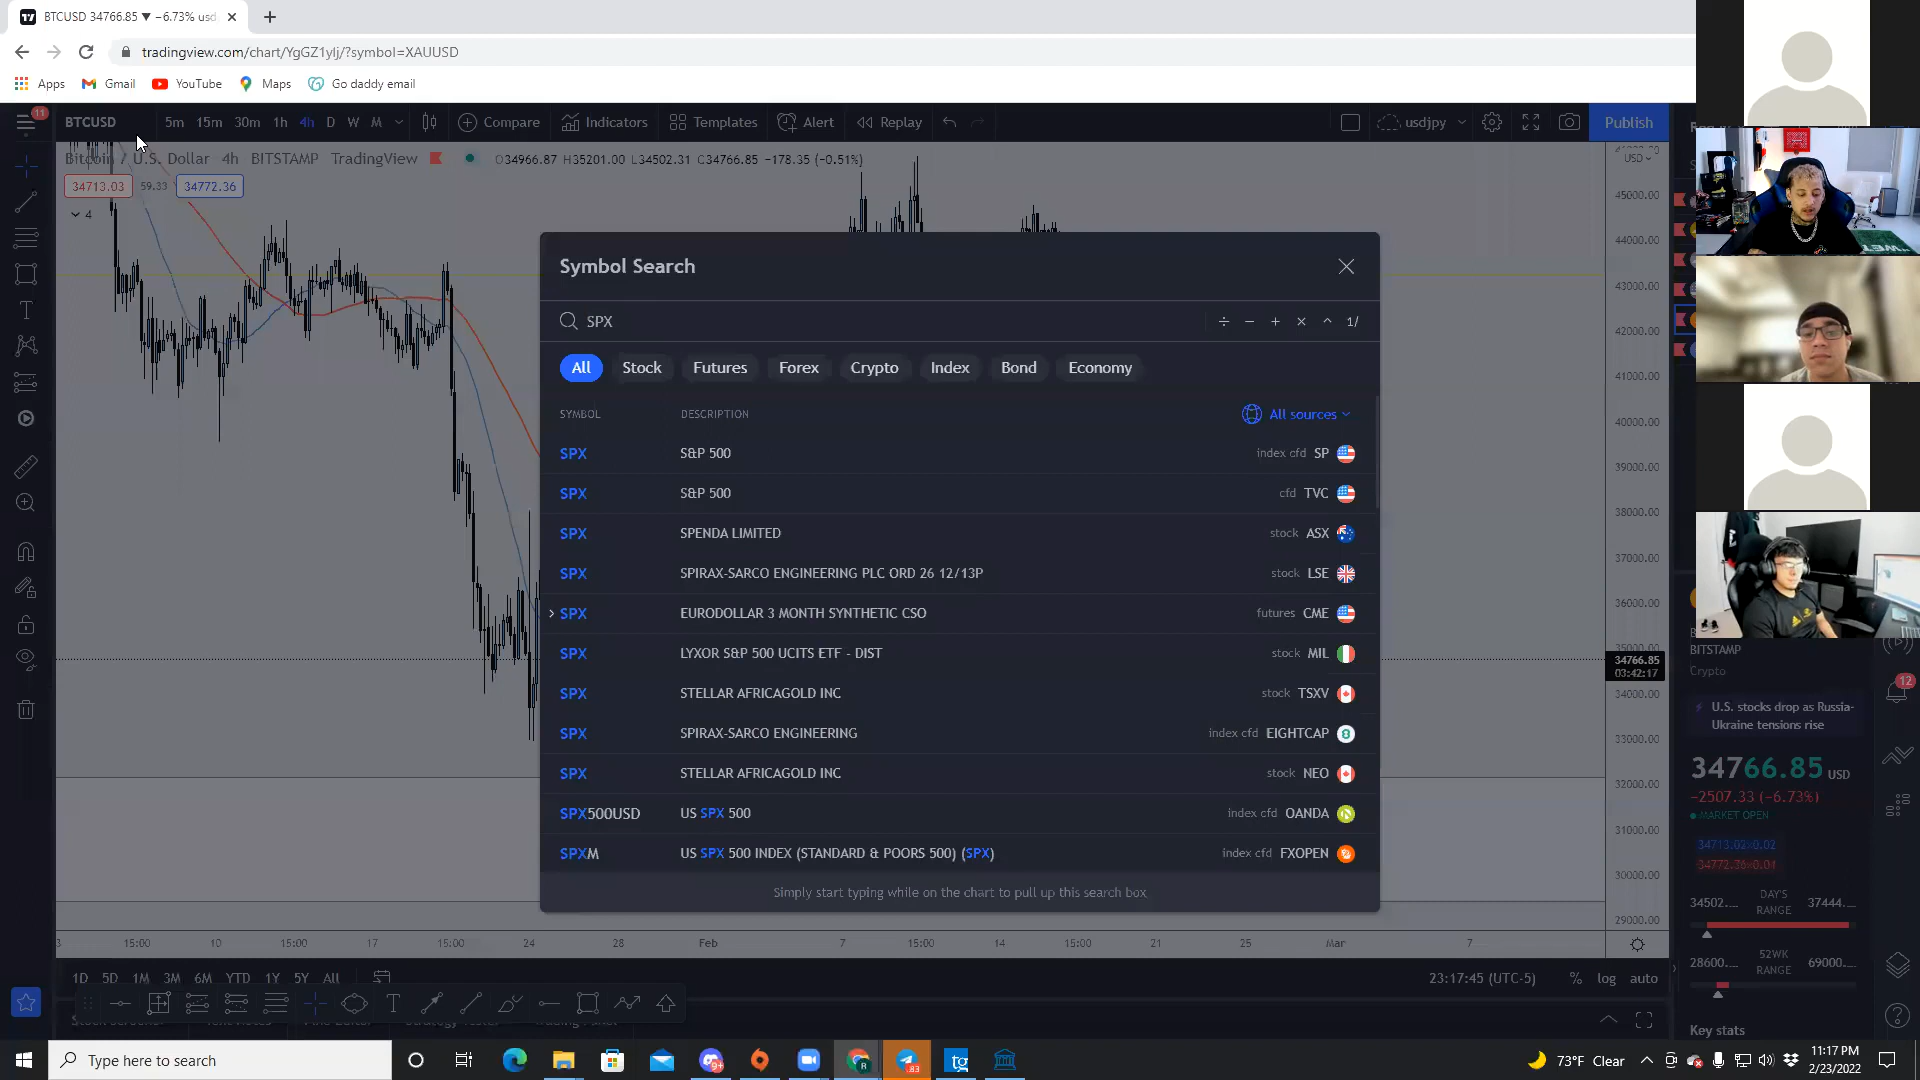 BTCUSD 34766.85 ▼ −6.73% usd
tradingview.com/chart/YgGZ1yIj/?symbol=XAUUSD
Apps Gmail YouTube Maps Go daddy email
11
BTCUSD 5m 15m 30m 1h 4h D W M Compare Indicators Templates Alert Replay usdjpy Publish
Bitcoin / U.S. Dollar 4h BITSTAMP TradingView O34966.87 H35201.00 L34502.31 C34766.85 −178.35 (−0.51%)
34713.03 59.33 34772.36
4
USD
45000.00
44000.00
43000.00
42000.00
41000.00
40000.00
39000.00
38000.00
37000.00
36000.00
35000.00
34766.85
03:42:17
34000.00
33000.00
32000.00
31000.00
30000.00
29000.00
Symbol Search
SPX
1/
All Stock Futures Forex Crypto Index Bond Economy
SYMBOL DESCRIPTION All sources
SPX S&P 500 index cfd SP
SPX S&P 500 cfd TVC
SPX SPENDA LIMITED stock ASX
SPX SPIRAX-SARCO ENGINEERING PLC ORD 26 12/13P stock LSE
SPX EURODOLLAR 3 MONTH SYNTHETIC CSO futures CME
SPX LYXOR S&P 500 UCITS ETF - DIST stock MIL
SPX STELLAR AFRICAGOLD INC stock TSXV
SPX SPIRAX-SARCO ENGINEERING index cfd EIGHTCAP
SPX STELLAR AFRICAGOLD INC stock NEO
SPX500USD US SPX 500 index cfd OANDA
SPXM US SPX 500 INDEX (STANDARD & POORS 500) (SPX) index cfd FXOPEN
Simply start typing while on the chart to pull up this search box
3 15:00 10 15:00 17 15:00 24 28 Feb 7 15:00 14 15:00 21 25 Mar 7
1D 5D 1M 3M 6M YTD 1Y 5Y All 23:17:45 (UTC-5) % log auto
BITSTAMP
Crypto
12
U.S. stocks drop as Russia-
Ukraine tensions rise
34766.85 USD
−2507.33 (−6.73%)
MARKET OPEN
34502... DAY'S RANGE 37444...
28600... 52WK RANGE 69000...
Key stats
Type here to search
73°F Clear
11:17 PM
2/23/2022